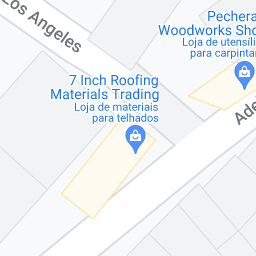 Los Angeles
Pechera
Woodworks Sho
Loja de utensíli
para carpintar
7 Inch Roofing
Materials Trading
Loja de materiais
para telhados
Ade